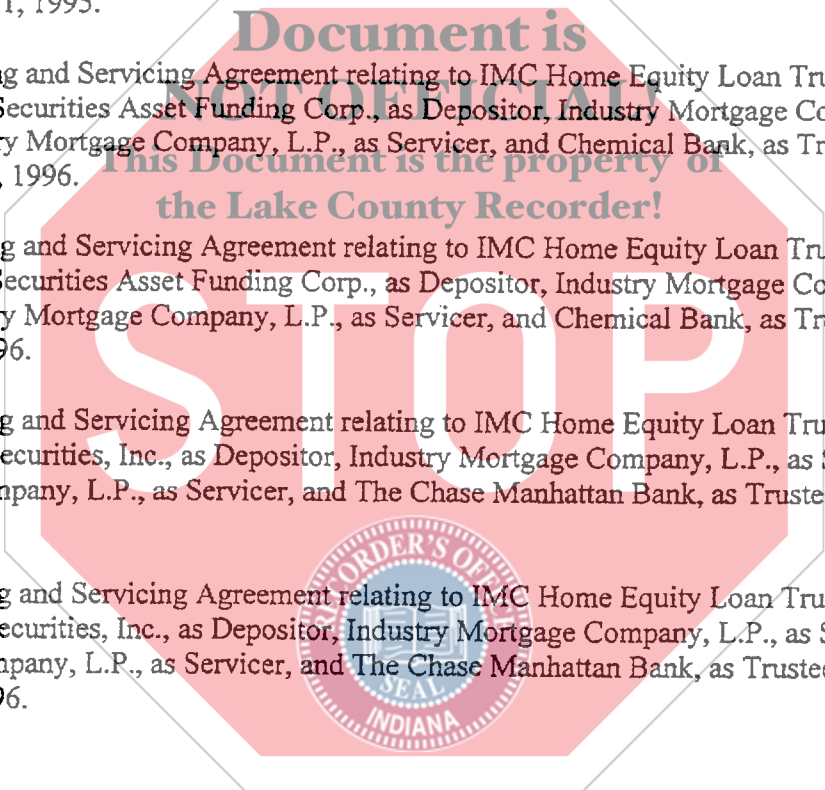 1, 1995.
Document is
ng and Servicing Agreement relating to IMC Home Equity Loan Tru
NOT OFFICIAL
Securities Asset Funding Corp., as Depositor, Industry Mortgage Co
ry Mortgage Company, L.P., as Servicer, and Chemical Bank, as Tr
This Document is the property of
, 1996.
the Lake County Recorder!
g and Servicing Agreement relating to IMC Home Equity Loan Tru
Securities Asset Funding Corp., as Depositor, Industry Mortgage Co
y Mortgage Company, L.P., as Servicer, and Chemical Bank, as Tr
96.
STOP
g and Servicing Agreement relating to IMC Home Equity Loan Tru
ecurities, Inc., as Depositor, Industry Mortgage Company, L.P., as S
mpany, L.P., as Servicer, and The Chase Manhattan Bank, as Truste
RECORDER'S OFFICE
g and Servicing Agreement relating to IMC Home Equity Loan Tru
ecurities, Inc., as Depositor, Industry Mortgage Company, L.P., as S
mpany, L.P., as Servicer, and The Chase Manhattan Bank, as Trustee
SEAL
96.
INDIANA